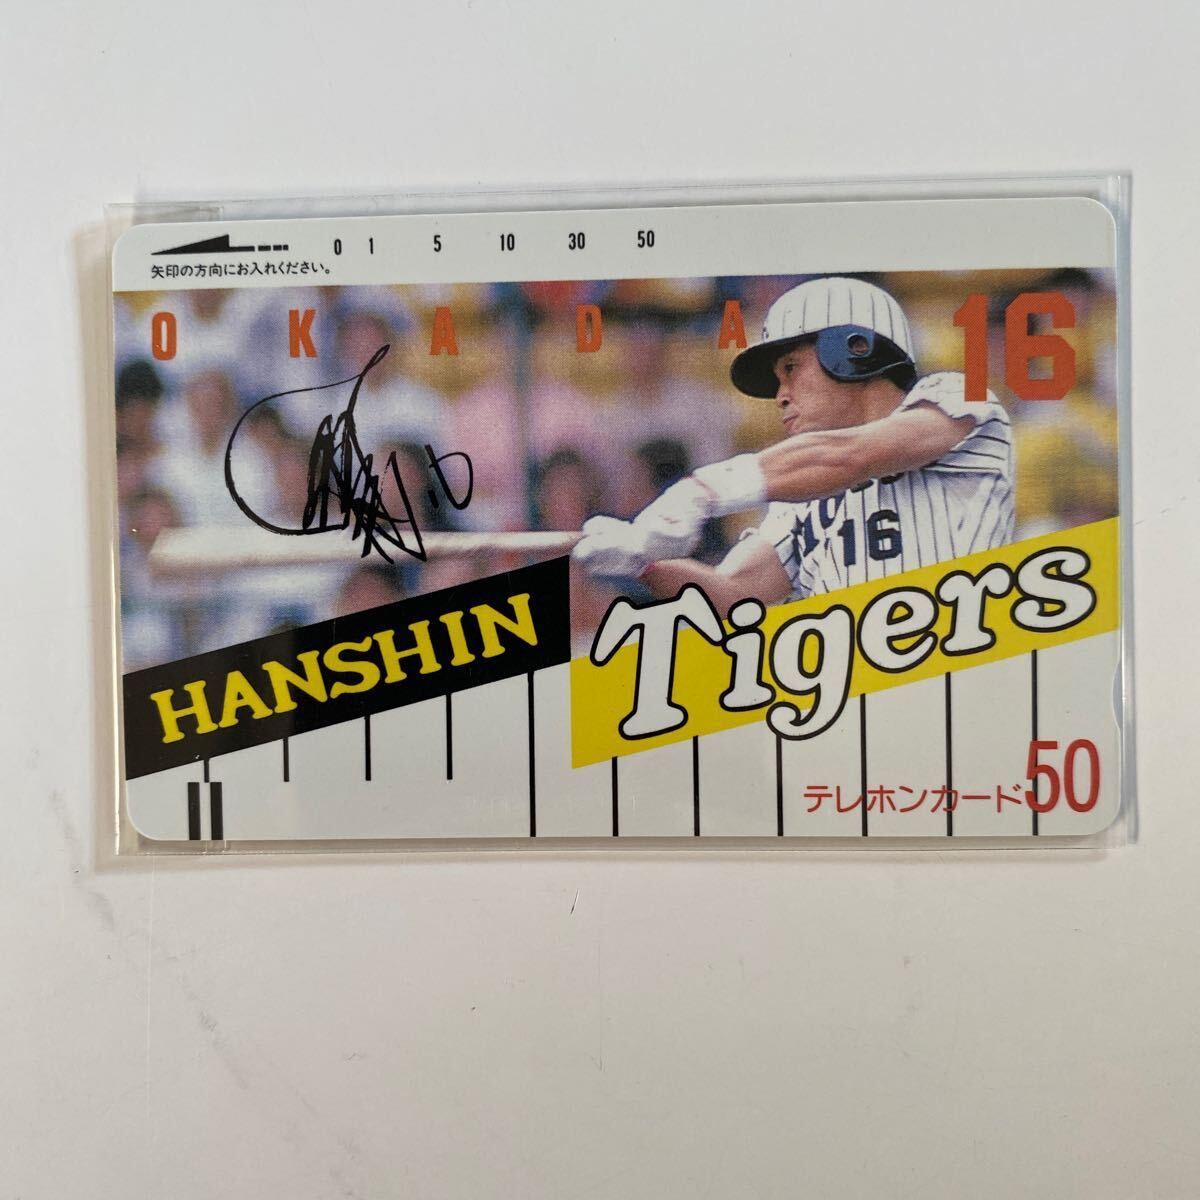 0 1 5 10 30 50
矢印の方向にお入れください。
OKADA 16
16
HANSHIN Tigers
テレホンカード50